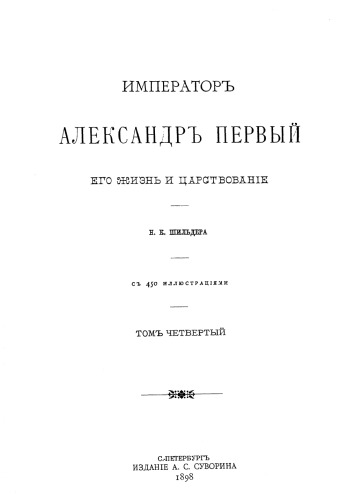 ИМПЕРАТОРЪ
АЛЕКСАНДРЪ ПЕРВЫЙ
ЕГО ЖИЗНЬ И ЦАРСТВОВАНІЕ
Н. К. ШИЛЬДЕРА
СЪ 450 ИЛЛЮСТРАЦІЯМИ
ТОМЪ ЧЕТВЕРТЫЙ
С.-ПЕТЕРБУРГЪ
ИЗДАНІЕ А. С. СУВОРИНА
1898